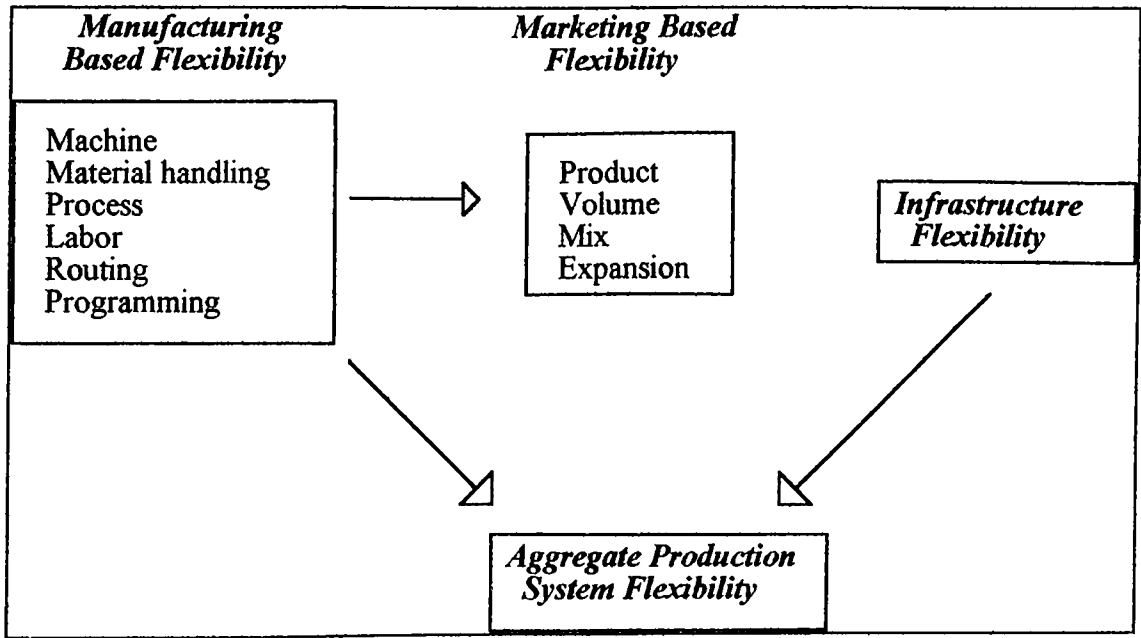 Manufacturing
Based Flexibility
Machine
Material handling
Process
Labor
Routing
Programming
Marketing Based
Flexibility
Product
Volume
Mix
Expansion
Infrastructure
Flexibility
Aggregate Production
System Flexibility